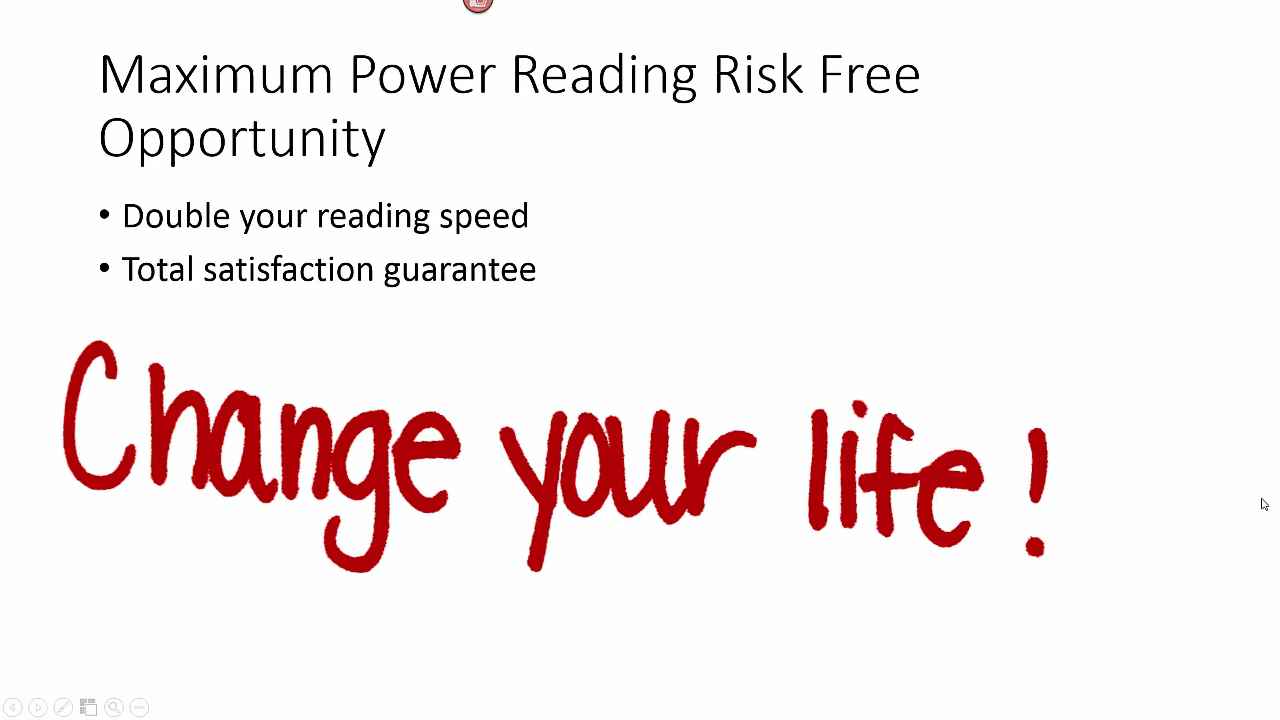 Maximum Power Reading Risk Free
Opportunity
• Double your reading speed
• Total satisfaction guarantee
Change your life!